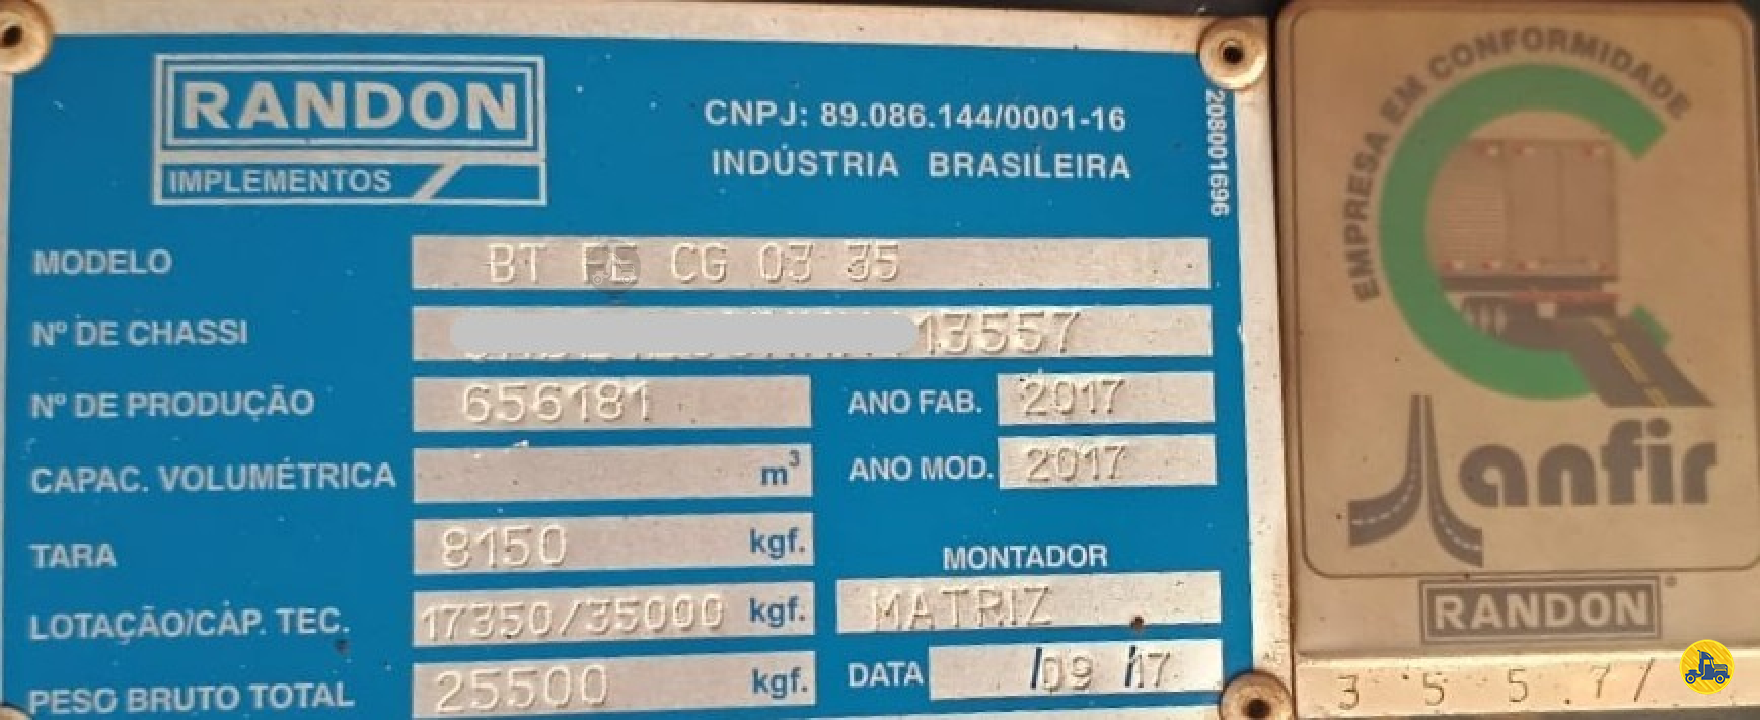 RANDON
IMPLEMENTOS
CNPJ: 89.086.144/0001-16
INDÚSTRIA BRASILEIRA
208001696
MODELO BT FE CG 03 35
Nº DE CHASSI 13557
Nº DE PRODUÇÃO 656181 ANO FAB. 2017
CAPAC. VOLUMÉTRICA m³ ANO MOD. 2017
TARA 8150 kgf.
MONTADOR
LOTAÇÃO/CAP. TEC. 17350/35000 kgf. MATRIZ
PESO BRUTO TOTAL 25500 kgf. DATA /09 /17
EMPRESA EM CONFORMIDADE
anfir
RANDON
3 5 5 7 /